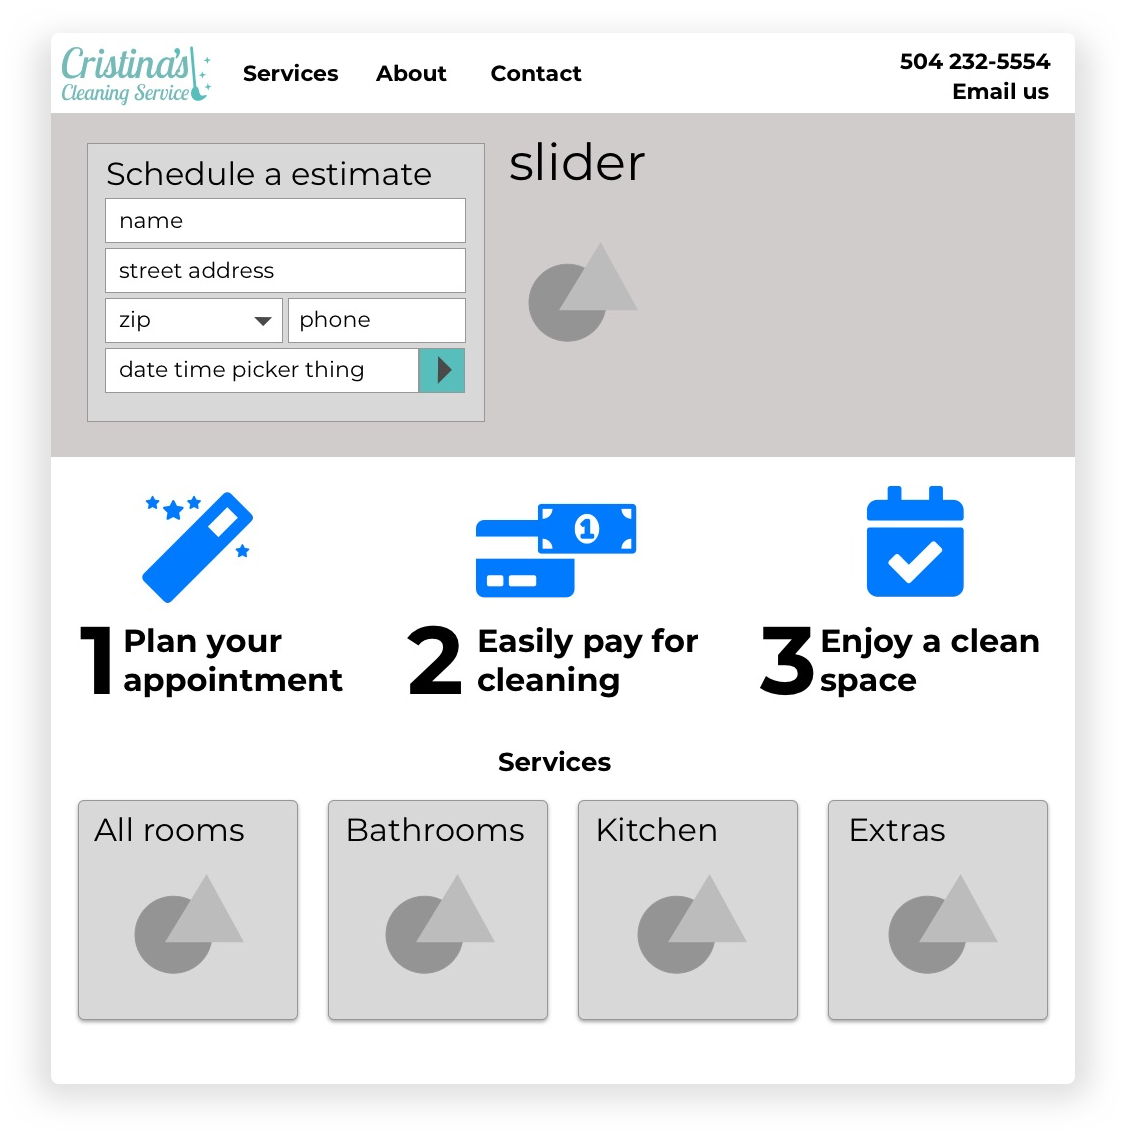 Cristina's
Cleaning Service
Services About Contact
504 232-5554
Email us
Schedule a estimate
name
street address
zip phone
date time picker thing
slider
1
1 Plan your
appointment
2 Easily pay for
cleaning
3 Enjoy a clean
space
Services
All rooms
Bathrooms
Kitchen
Extras